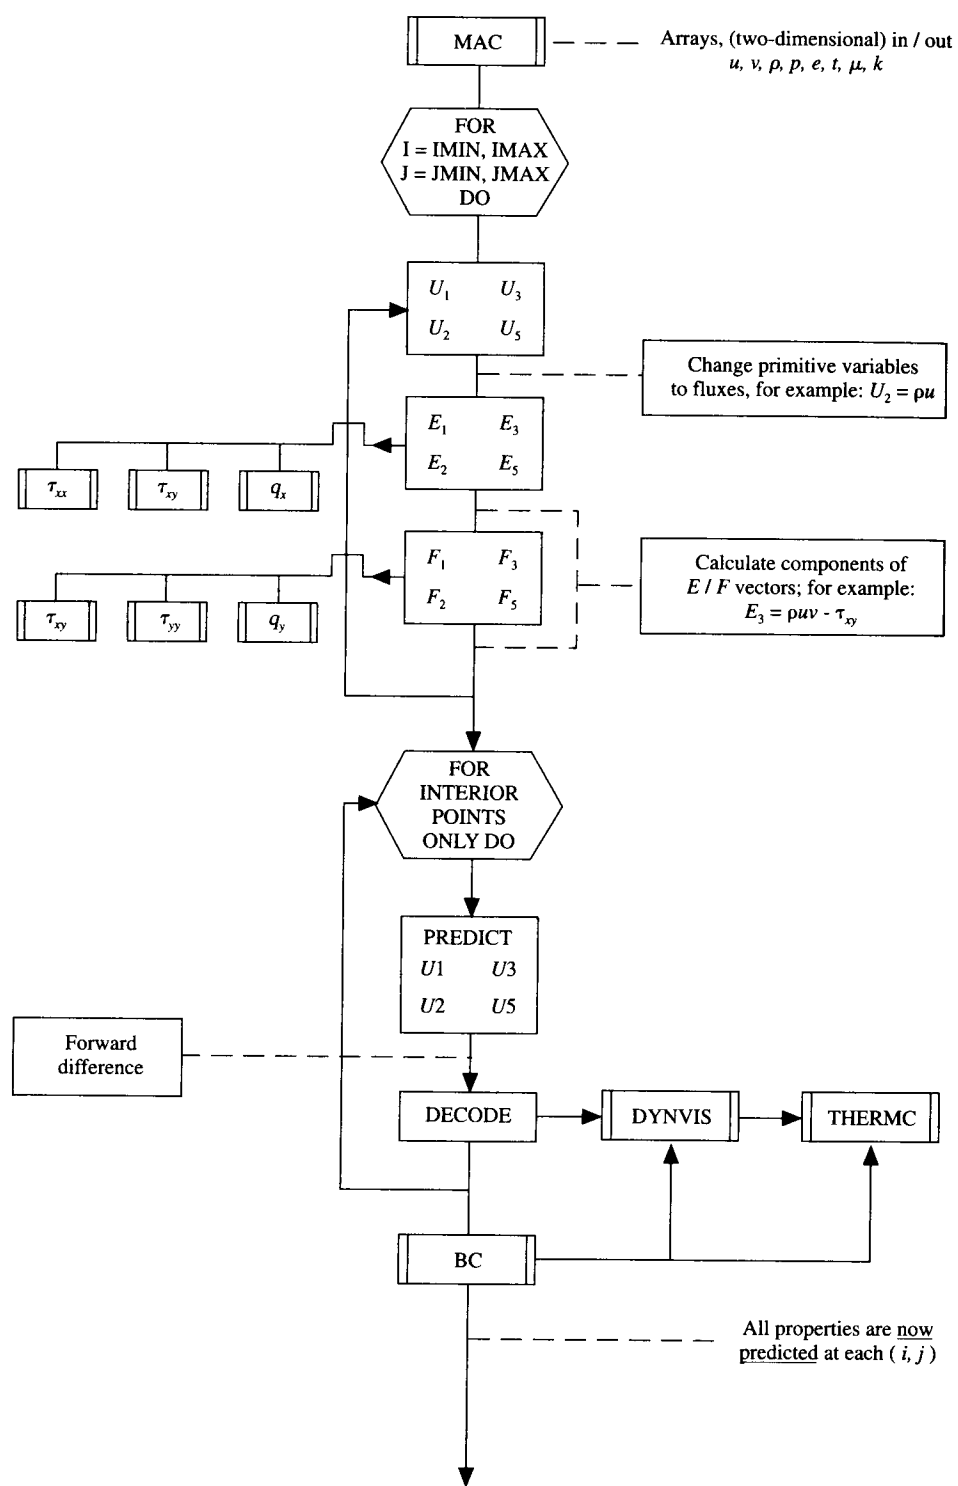 MAC
Arrays, (two-dimensional) in / out
u, v, ρ, p, e, t, μ, k
FOR
I = IMIN, IMAX
J = JMIN, JMAX
DO
U₁ U₃
U₂ U₅
Change primitive variables
to fluxes, for example: U₂ = ρu
E₁ E₃
E₂ E₅
τₓₓ τₓy qₓ
F₁ F₃
F₂ F₅
τₓy τyy qy
Calculate components of
E / F vectors; for example:
E₃ = ρuv - τₓy
FOR
INTERIOR
POINTS
ONLY DO
PREDICT
U1 U3
U2 U5
Forward
difference
DECODE
DYNVIS
THERMC
BC
All properties are now
predicted at each ( i, j )